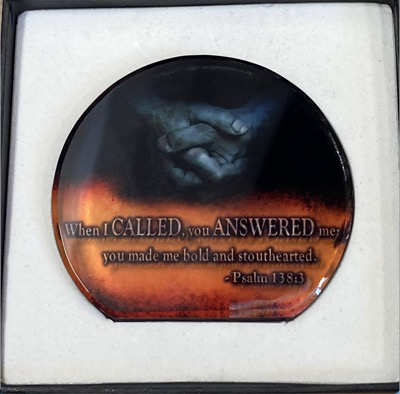 When I CALLED, you ANSWERED me;
you made me bold and stouthearted.
- Psalm 138:3